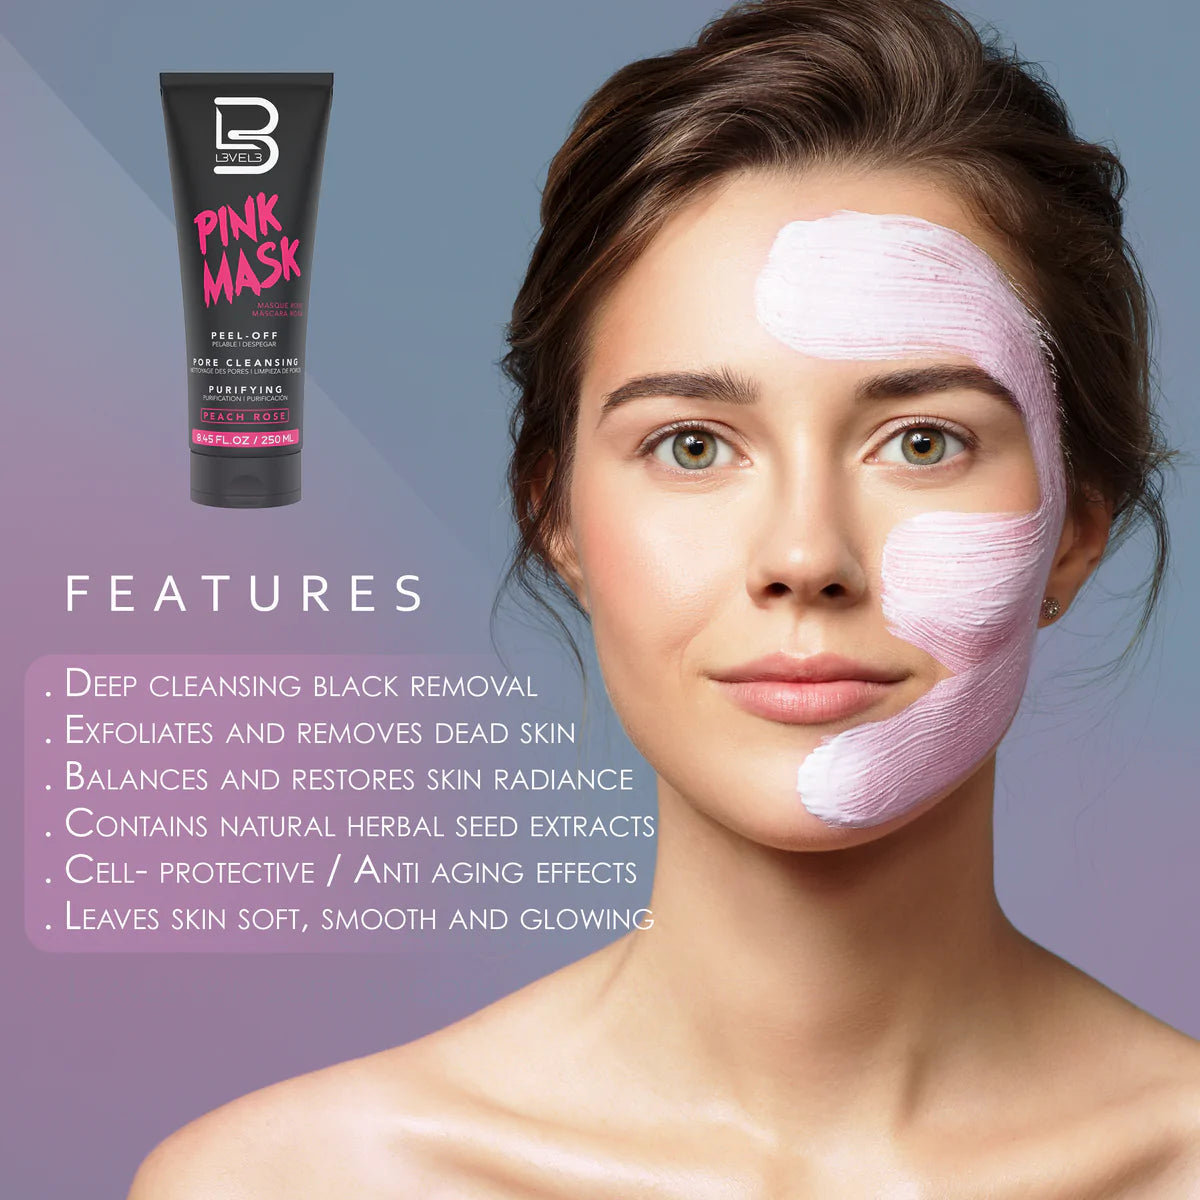 L3VEL3
PINK
MASK
MASQUE ROSE
MÁSCARA ROSA
PEEL-OFF
PELABLE | DESPEGAR
PORE CLEANSING
NETTOYAGE DES PORES | LIMPIEZA DE POROS
PURIFYING
PURIFICATION | PURIFICACIÓN
PEACH ROSE
8.45 FL.OZ / 250 ML
FEATURES
. DEEP CLEANSING BLACK REMOVAL
. EXFOLIATES AND REMOVES DEAD SKIN
. BALANCES AND RESTORES SKIN RADIANCE
. CONTAINS NATURAL HERBAL SEED EXTRACTS
. CELL- PROTECTIVE / ANTI AGING EFFECTS
. LEAVES SKIN SOFT, SMOOTH AND GLOWING